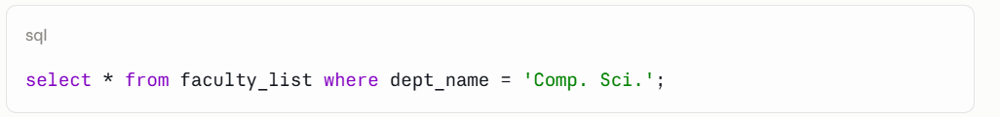 sql
select * from faculty_list where dept_name = 'Comp. Sci.';